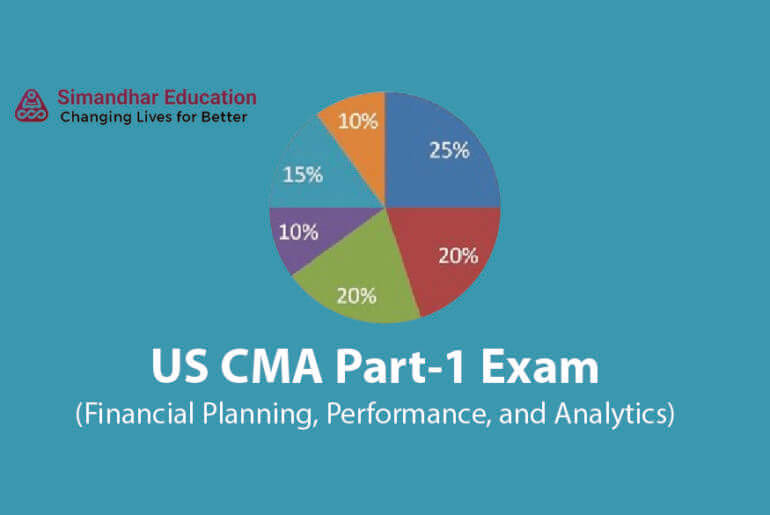 Simandhar Education
Changing Lives for Better
10%
25%
15%
10%
20%
20%
US CMA Part-1 Exam
(Financial Planning, Performance, and Analytics)